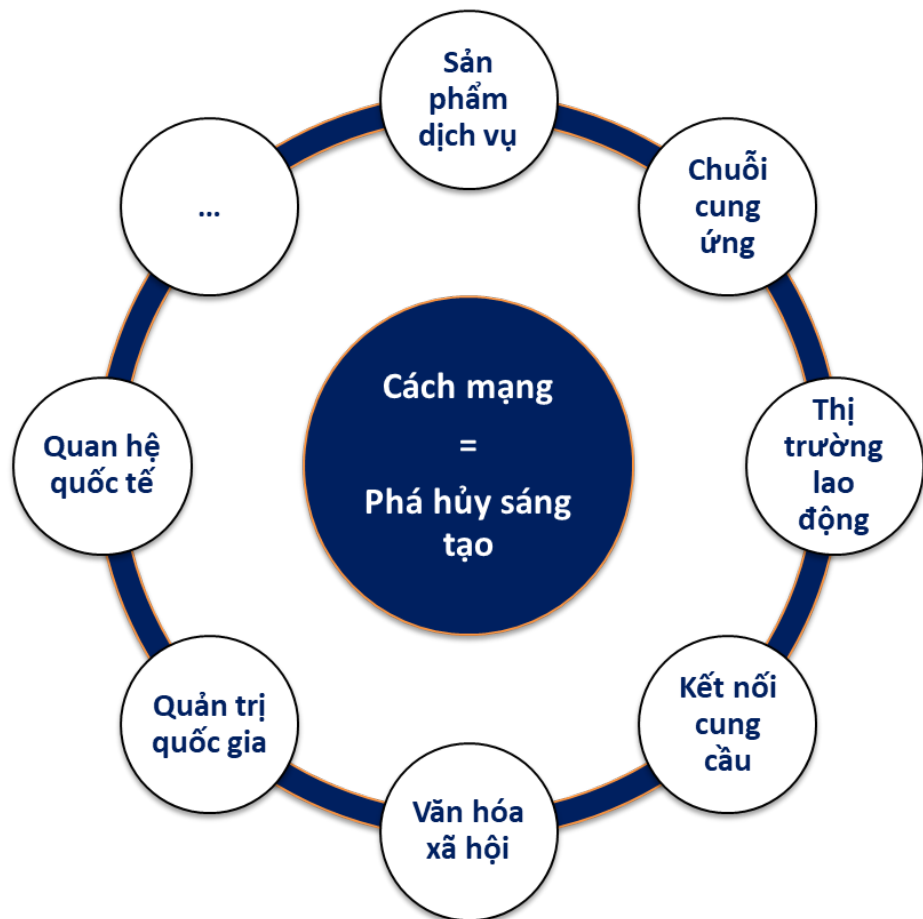 Sản
phẩm
dịch vụ
Chuỗi
cung
ứng
Thị
trường
lao
động
Kết nối
cung
cầu
Văn hóa
xã hội
Quản trị
quốc gia
Quan hệ
quốc tế
...
Cách mạng
=
Phá hủy sáng
tạo